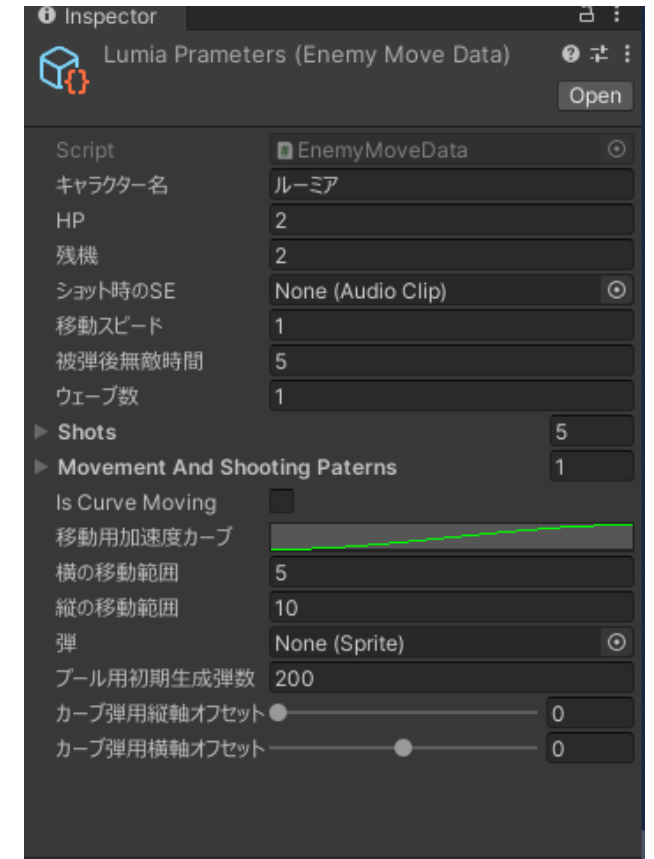 Inspector
Lumia Prameters (Enemy Move Data)
Open
Script EnemyMoveData
キャラクター名 ルーミア
HP 2
残機 2
ショット時のSE None (Audio Clip)
移動スピード 1
被弾後無敵時間 5
ウェーブ数 1
Shots 5
Movement And Shooting Paterns 1
Is Curve Moving
移動用加速度カーブ
横の移動範囲 5
縦の移動範囲 10
弾 None (Sprite)
プール用初期生成弾数 200
カーブ弾用縦軸オフセット 0
カーブ弾用横軸オフセット 0